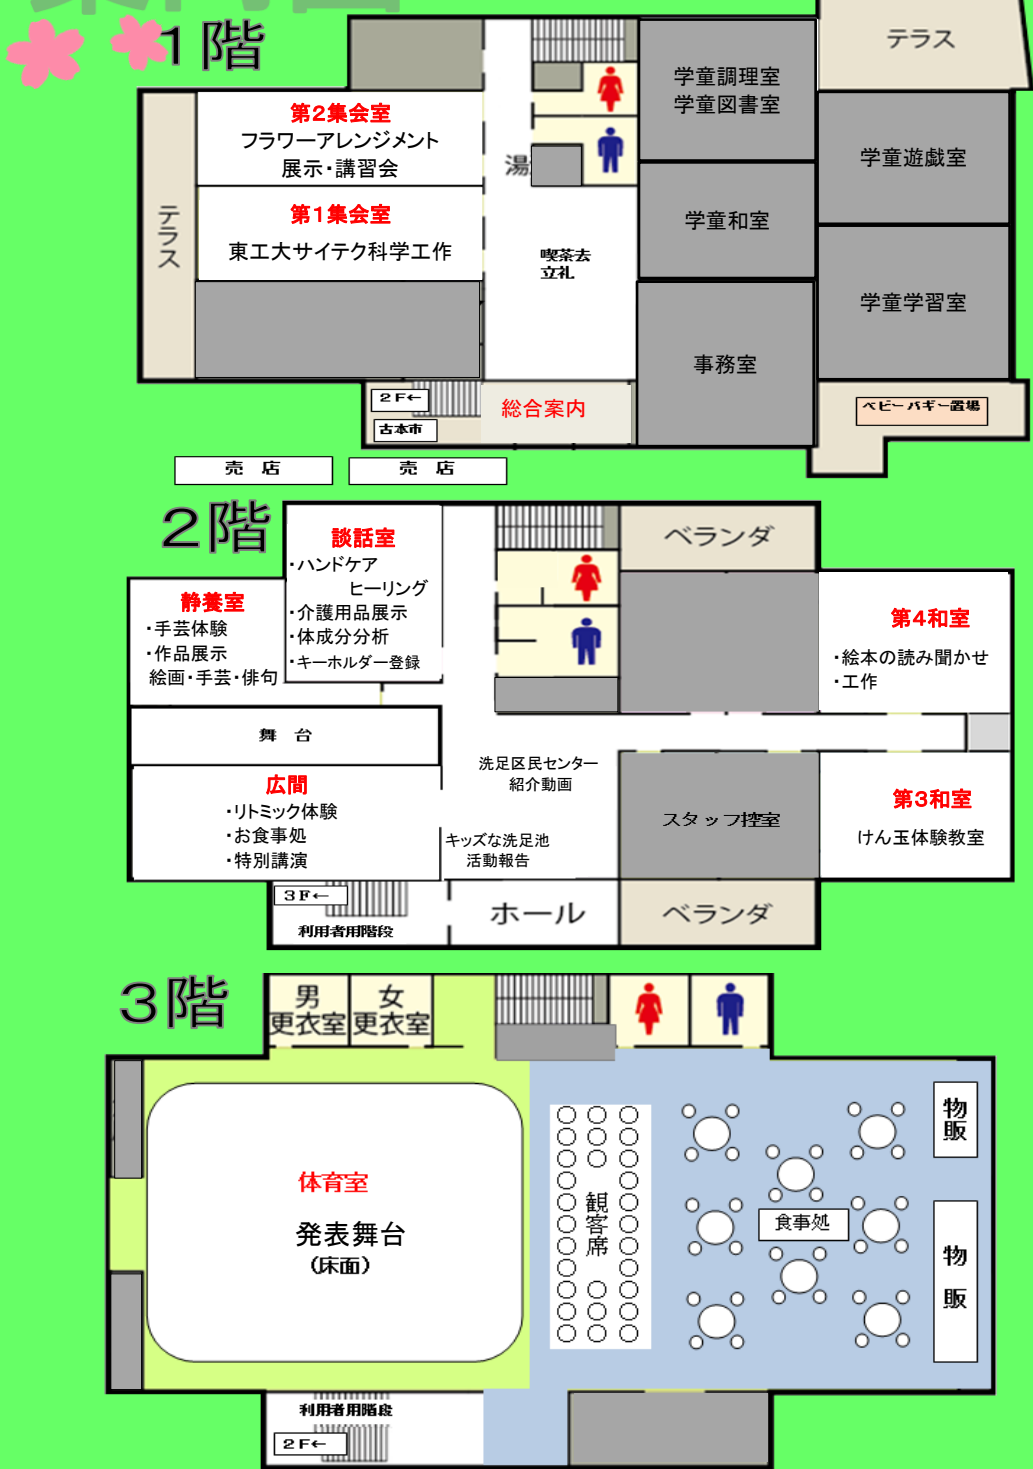 1階
テラス
学童調理室
学童図書室
第2集会室
フラワーアレンジメント
展示・講習会
学童遊戯室
湯
テラス
第1集会室
東工大サイテク科学工作
学童和室
喫茶去
立礼
学童学習室
事務室
2F←
総合案内
ベビーバギー置場
古本市
売 店
売 店
2階
談話室
・ハンドケア
ヒーリング
・介護用品展示
・体成分分析
・キーホルダー登録
ベランダ
静養室
・手芸体験
・作品展示
絵画・手芸・俳句
第4和室
・絵本の読み聞かせ
・工作
舞 台
洗足区民センター
紹介動画
広間
・リトミック体験
・お食事処
・特別講演
キッズな洗足池
活動報告
スタッフ控室
第3和室
けん玉体験教室
3F←
利用者用階段
ホール
ベランダ
3階
男
更衣室
女
更衣室
物販
体育室
発表舞台
(床面)
観客席
食事処
物販
利用者用階段
2F←